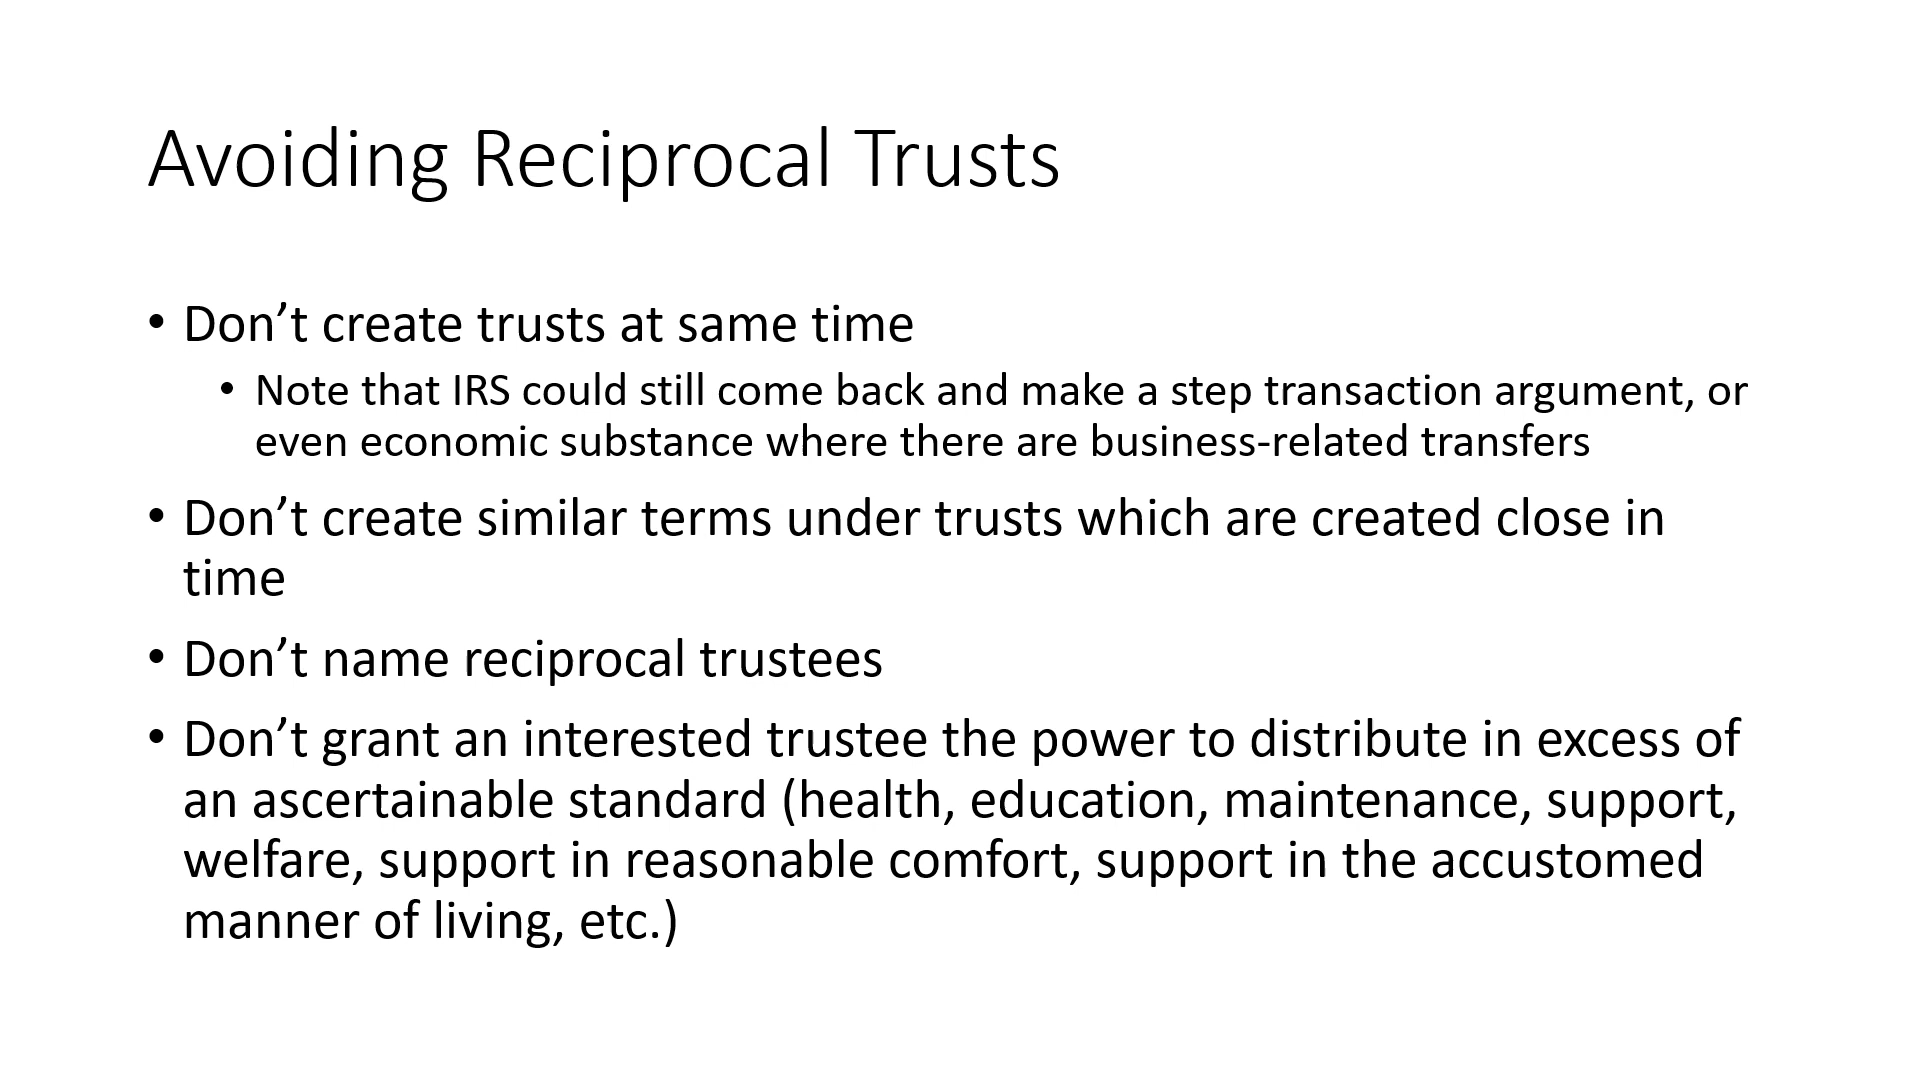 Avoiding Reciprocal Trusts
• Don’t create trusts at same time
• Note that IRS could still come back and make a step transaction argument, or
even economic substance where there are business-related transfers
• Don’t create similar terms under trusts which are created close in
time
• Don’t name reciprocal trustees
• Don’t grant an interested trustee the power to distribute in excess of
an ascertainable standard (health, education, maintenance, support,
welfare, support in reasonable comfort, support in the accustomed
manner of living, etc.)